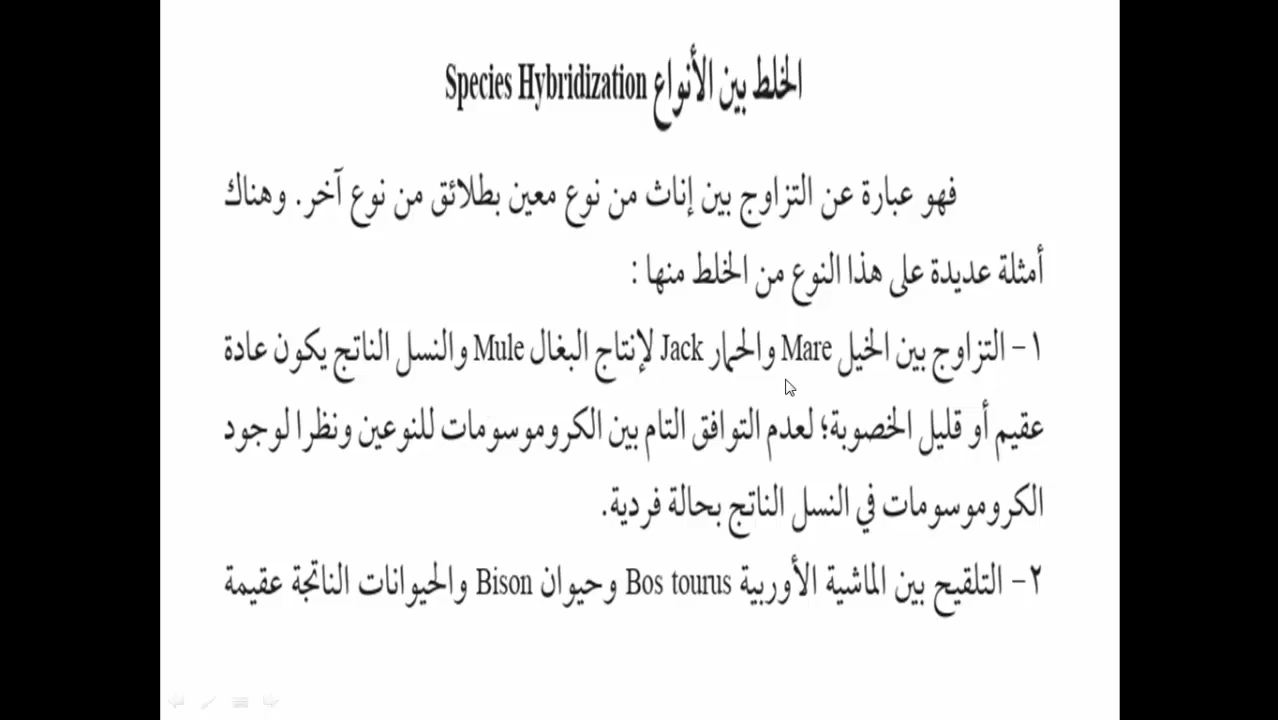 الخلط بين الأنواع Species Hybridization
فهو عبارة عن التزاوج بين إناث من نوع معين بطلائق من نوع آخر. وهناك
أمثلة عديدة على هذا النوع من الخلط منها :
١- التزاوج بين الخيل Mare والحمار Jack لإنتاج البغال Mule والنسل الناتج يكون عادة
عقيم أو قليل الخصوبة؛ لعدم التوافق التام بين الكروموسومات للنوعين ونظرا لوجود
الكروموسومات في النسل الناتج بحالة فردية.
٢- التلقيح بين الماشية الأوربية Bos tourus وحيوان Bison والحيوانات الناتجة عقيمة